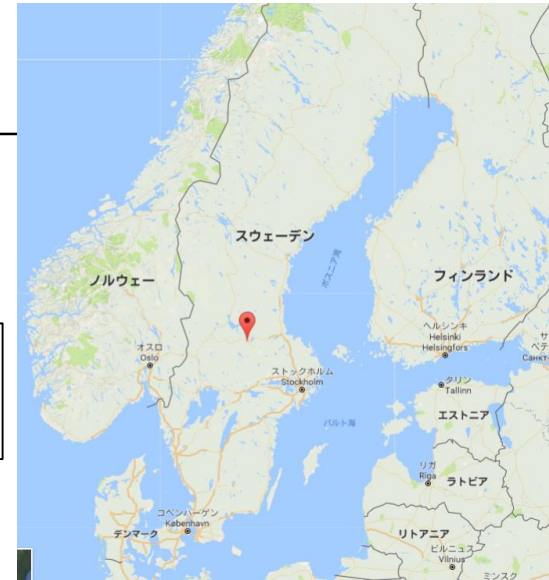 スウェーデン
ボスニア湾
ノルウェー
フィンランド
オスロ
Oslo
ヘルシンキ
Helsinki
Helsingfors
サ
ペテ
Санкт-
ストックホルム
Stockholm
タリン
Tallinn
エストニア
バルト海
リガ
Riga
ラトビア
コペンハーゲン
København
デンマーク
リトアニア
ビルニュス
Vilnius
ミンスク